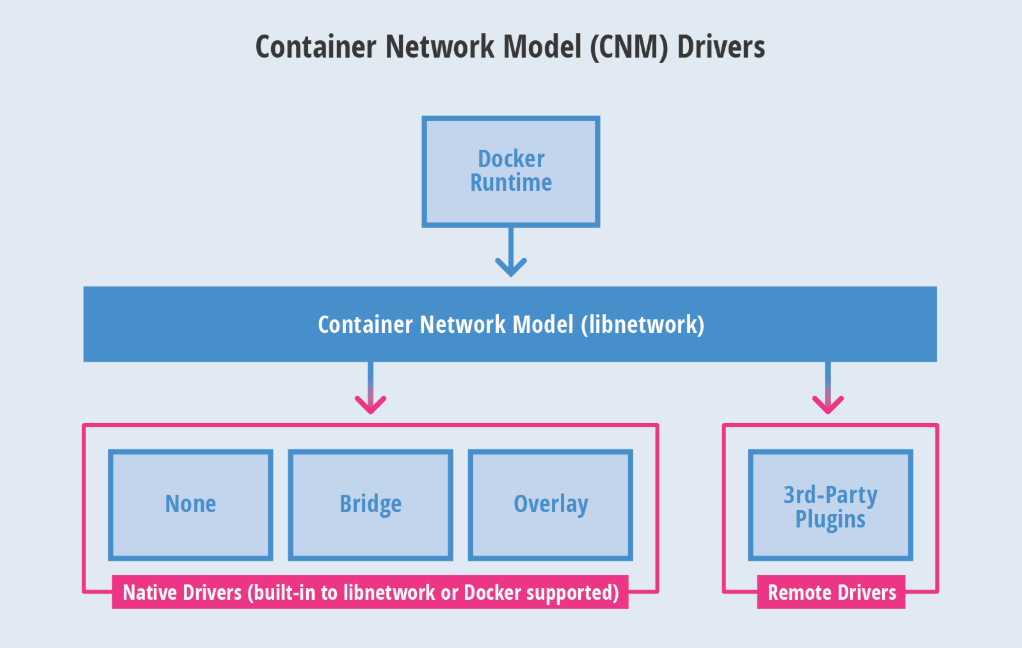 Container Network Model (CNM) Drivers
Docker
Runtime
Container Network Model (libnetwork)
None
Bridge
Overlay
3rd-Party
Plugins
Native Drivers (built-in to libnetwork or Docker supported)
Remote Drivers